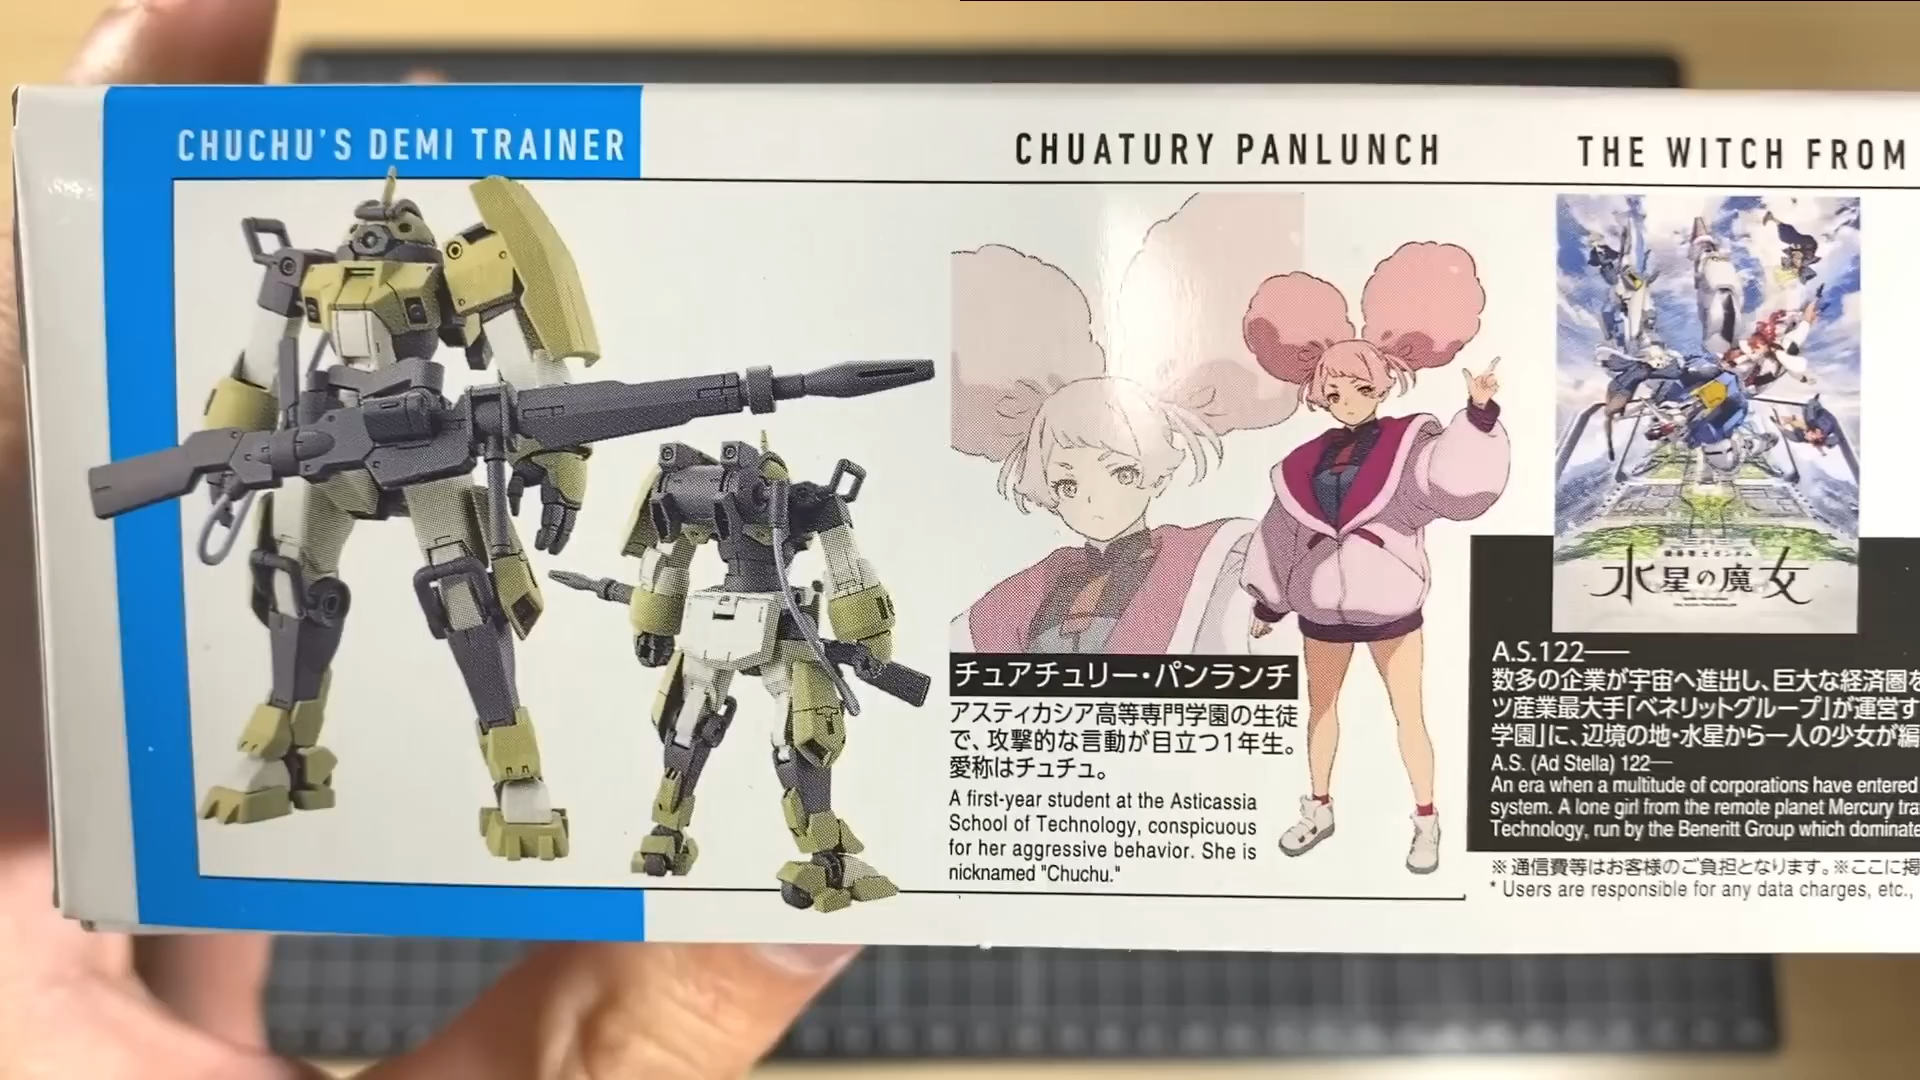 CHUCHU'S DEMI TRAINER
CHUATURY PANLUNCH
THE WITCH FROM
水星の魔女
チュアチュリー・パンランチ
アスティカシア高等専門学園の生徒
で、攻撃的な言動が目立つ1年生。
愛称はチュチュ。
A first-year student at the Asticassia
School of Technology, conspicuous
for her aggressive behavior. She is
nicknamed "Chuchu."
A.S.122――
数多の企業が宇宙へ進出し、巨大な経済圏を
ツ産業最大手「ベネリットグループ」が運営す
学園」に、辺境の地・水星から一人の少女が編
A.S. (Ad Stella) 122―
An era when a multitude of corporations have entered
system. A lone girl from the remote planet Mercury tra
Technology, run by the Beneritt Group which dominate
※通信費等はお客様のご負担となります。※ここに掲
* Users are responsible for any data charges, etc.,